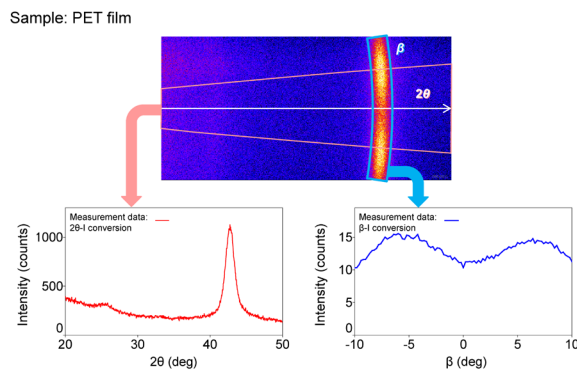 Sample: PET film
β
2θ
Measurement data:
2θ-I conversion
Intensity (counts)
1000
500
0
20
30
40
50
2θ (deg)
Measurement data:
β-I conversion
Intensity (counts)
15
10
5
0
-10
-5
0
5
10
β (deg)